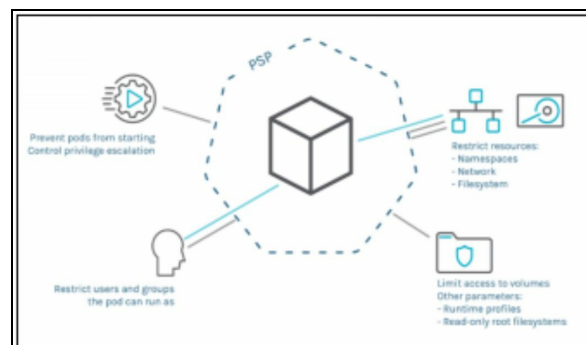 PSP
Prevent pods from starting
Control privilege escalation
Restrict resources:
- Namespaces
- Network
- Filesystem
Restrict users and groups
the pod can run as
Limit access to volumes
Other parameters:
- Runtime profiles
- Read-only root filesystems